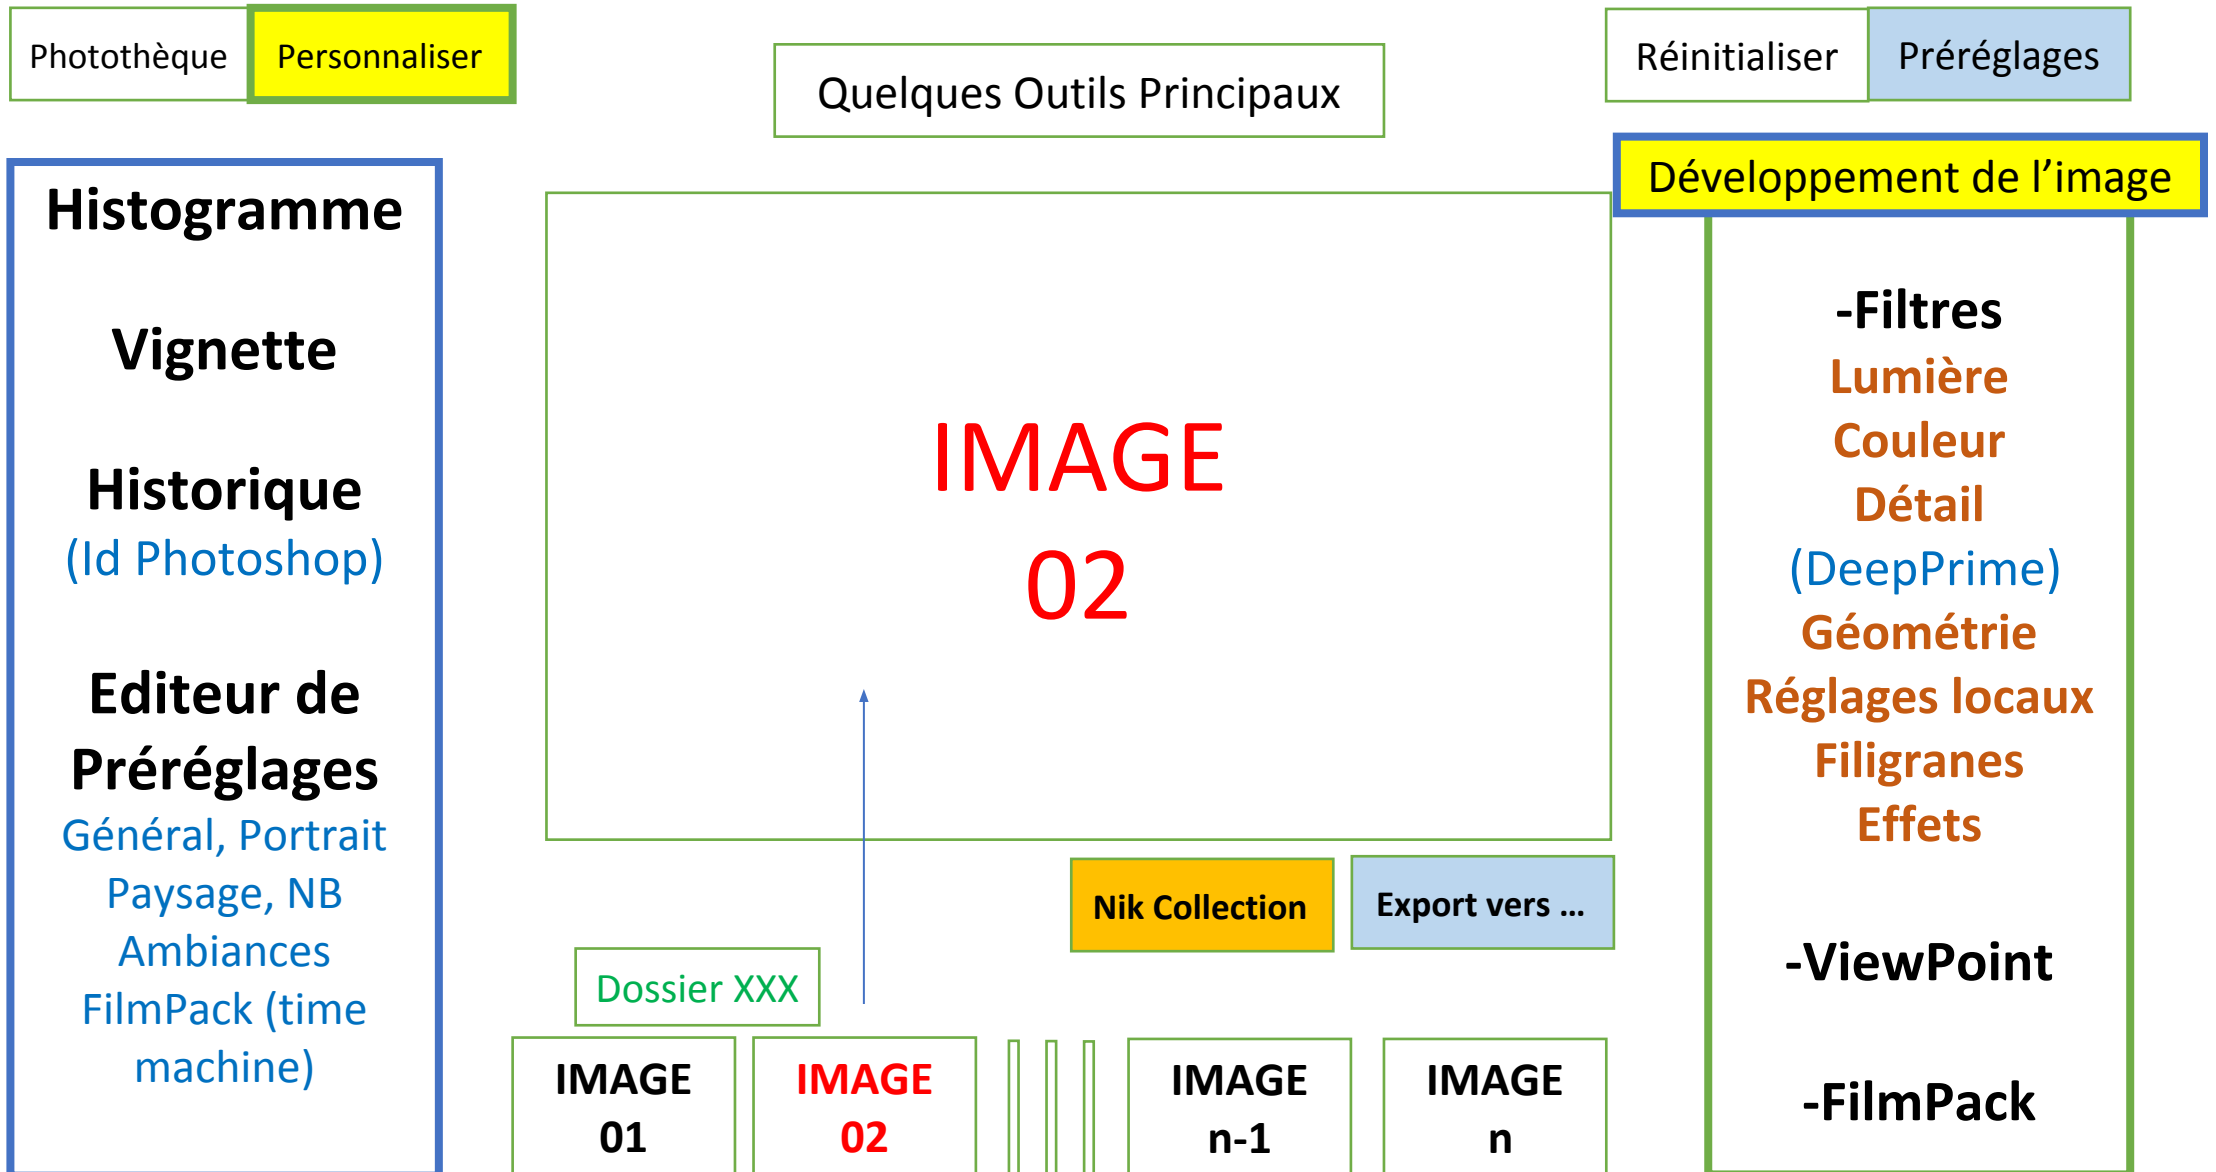 Photothèque
Personnaliser
Quelques Outils Principaux
Réinitialiser
Préréglages
Développement de l’image
Histogramme
Vignette
Historique
(Id Photoshop)
Editeur de
Préréglages
Général, Portrait
Paysage, NB
Ambiances
FilmPack (time
machine)
IMAGE
02
Nik Collection
Export vers ...
Dossier XXX
IMAGE
01
IMAGE
02
IMAGE
n-1
IMAGE
n
-Filtres
Lumière
Couleur
Détail
(DeepPrime)
Géométrie
Réglages locaux
Filigranes
Effets
-ViewPoint
-FilmPack